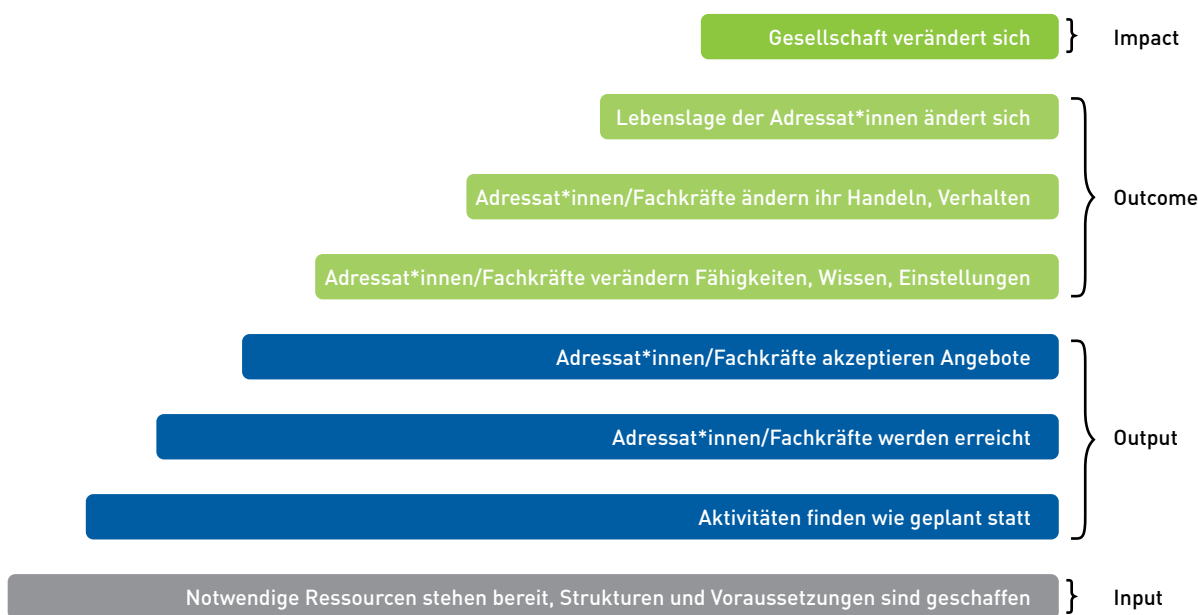 Gesellschaft verändert sich
Impact
Lebenslage der Adressat*innen ändert sich
Adressat*innen/Fachkräfte ändern ihr Handeln, Verhalten
Outcome
Adressat*innen/Fachkräfte verändern Fähigkeiten, Wissen, Einstellungen
Adressat*innen/Fachkräfte akzeptieren Angebote
Adressat*innen/Fachkräfte werden erreicht
Output
Aktivitäten finden wie geplant statt
Notwendige Ressourcen stehen bereit, Strukturen und Voraussetzungen sind geschaffen
Input